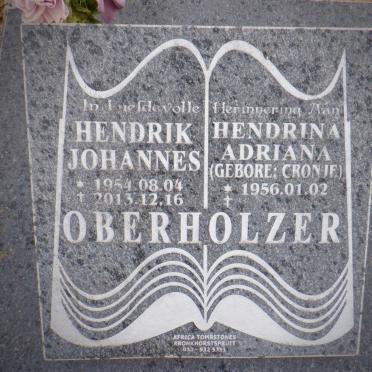 In Liefdevolle Herinnering Aan
HENDRIK
JOHANNES
* 1954.08.04
† 2013.12.16
HENDRINA
ADRIANA
(GEBORE: CRONJE)
* 1956.01.02
†
OBERHOLZER
AFRICA TOMBSTONES
BRONKHORSTSPRUIT